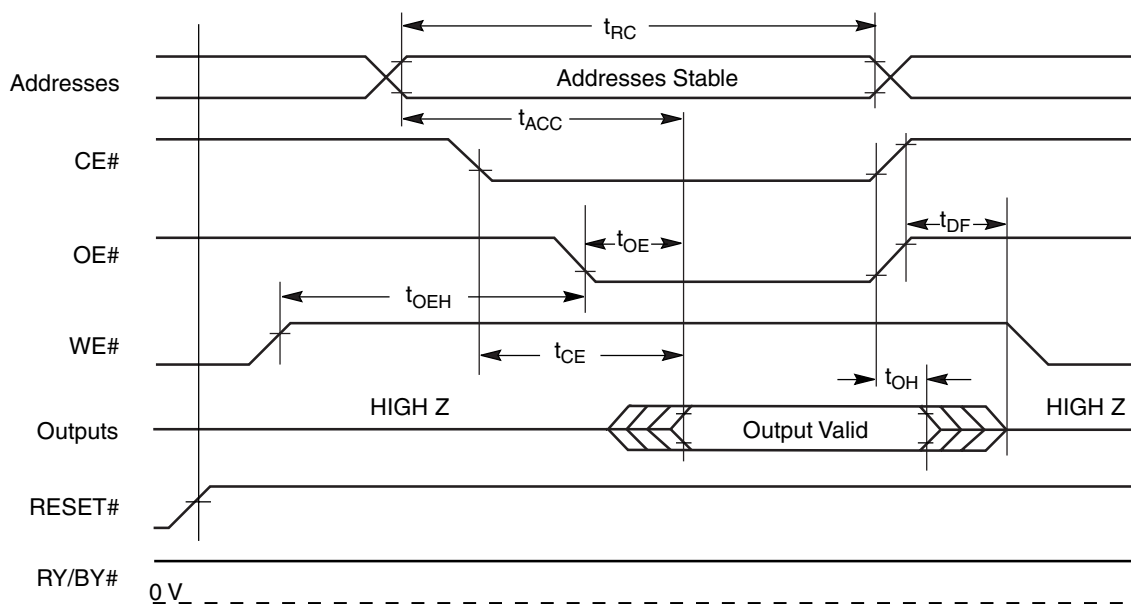 tRC
Addresses
Addresses Stable
tACC
CE#
tDF
OE#
tOE
tOEH
WE#
tCE
tOH
HIGH Z
HIGH Z
Outputs
Output Valid
RESET#
RY/BY#
0 V